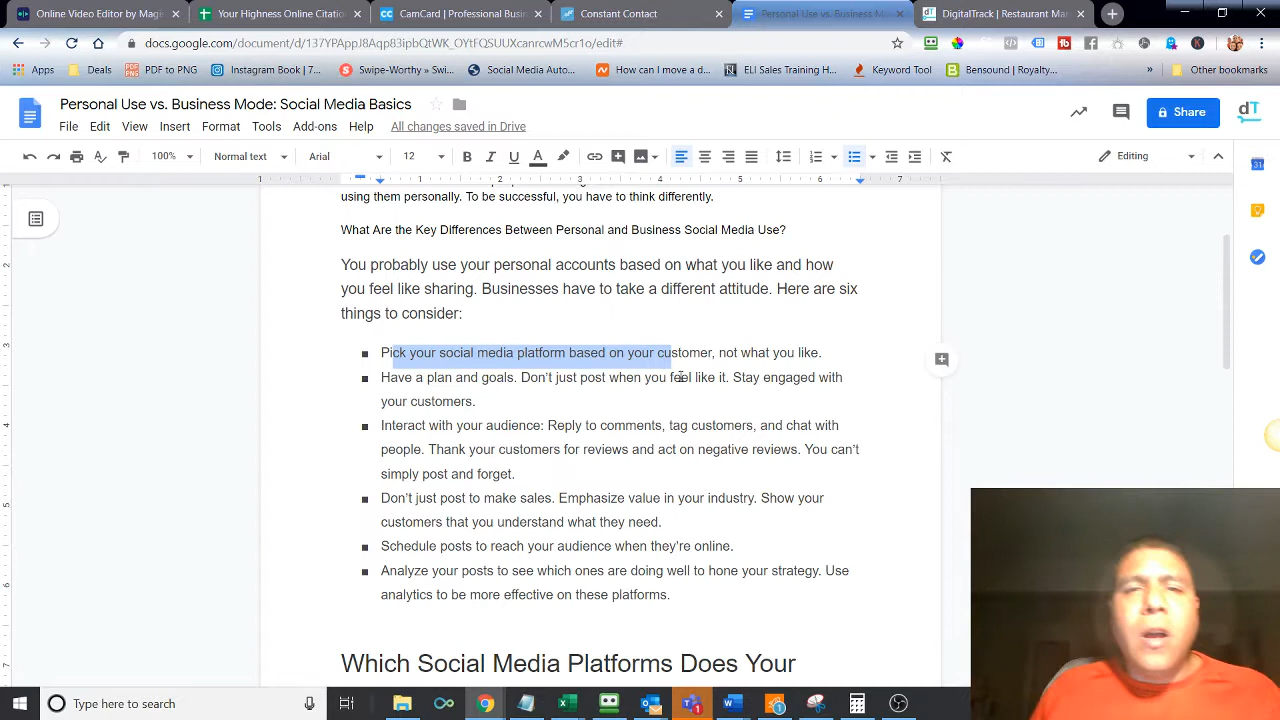 Online Video Editor by Magi
Your Highness Online Citatio
CamCard | Professional Busin
Constant Contact
Personal Use vs. Business M
DigitalTrack | Restaurant Mar
docs.google.com/document/d/
Apps
Deals
PDF to PNG
Instagram Book | 7...
Swipe-Worthy » Swi...
Social Media Auto...
How can I move a d...
ELI Sales Training H...
Keyword Tool
Bensound | Royalty...
»
Other bookmarks
Personal Use vs. Business Mode: Social Media Basics
Share
dT
File Edit View Insert Format Tools Add-ons Help All changes saved in Drive
100% Normal text Arial 12 B I U A Editing
1 1 2 3 4 5 6 7
using them personally. To be successful, you have to think differently.
What Are the Key Differences Between Personal and Business Social Media Use?
You probably use your personal accounts based on what you like and how
you feel like sharing. Businesses have to take a different attitude. Here are six
things to consider:
Pick your social media platform based on your customer, not what you like.
Have a plan and goals. Don’t just post when you feel like it. Stay engaged with
your customers.
Interact with your audience: Reply to comments, tag customers, and chat with
people. Thank your customers for reviews and act on negative reviews. You can’t
simply post and forget.
Don’t just post to make sales. Emphasize value in your industry. Show your
customers that you understand what they need.
Schedule posts to reach your audience when they’re online.
Analyze your posts to see which ones are doing well to hone your strategy. Use
analytics to be more effective on these platforms.
Which Social Media Platforms Does Your
Type here to search